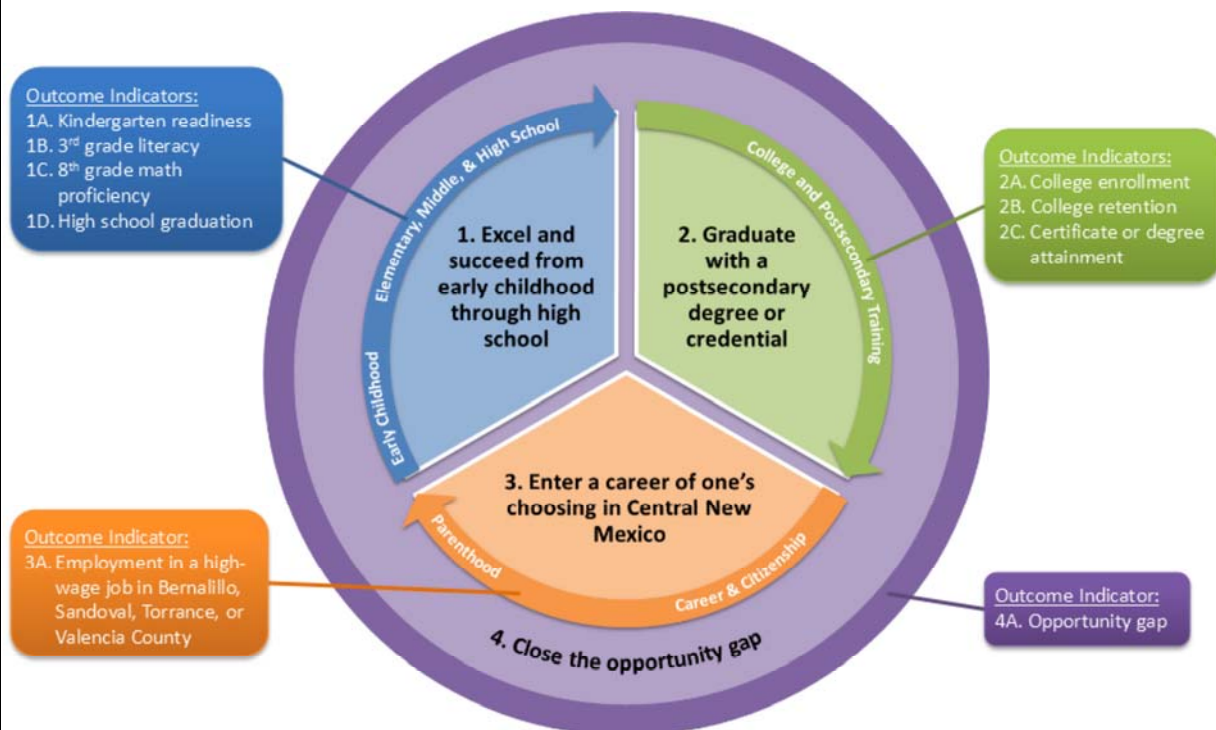 Outcome Indicators:
1A. Kindergarten readiness
1B. 3rd grade literacy
1C. 8th grade math
proficiency
1D. High school graduation
Elementary, Middle, & High School
Early Childhood
1. Excel and
succeed from
early childhood
through high
school
College and Postsecondary Training
2. Graduate
with a
postsecondary
degree or
credential
Outcome Indicators:
2A. College enrollment
2B. College retention
2C. Certificate or degree
attainment
3. Enter a career of one's
choosing in Central New
Mexico
Parenthood
Career & Citizenship
Outcome Indicator:
3A. Employment in a high-
wage job in Bernalillo,
Sandoval, Torrance, or
Valencia County
4. Close the opportunity gap
Outcome Indicator:
4A. Opportunity gap